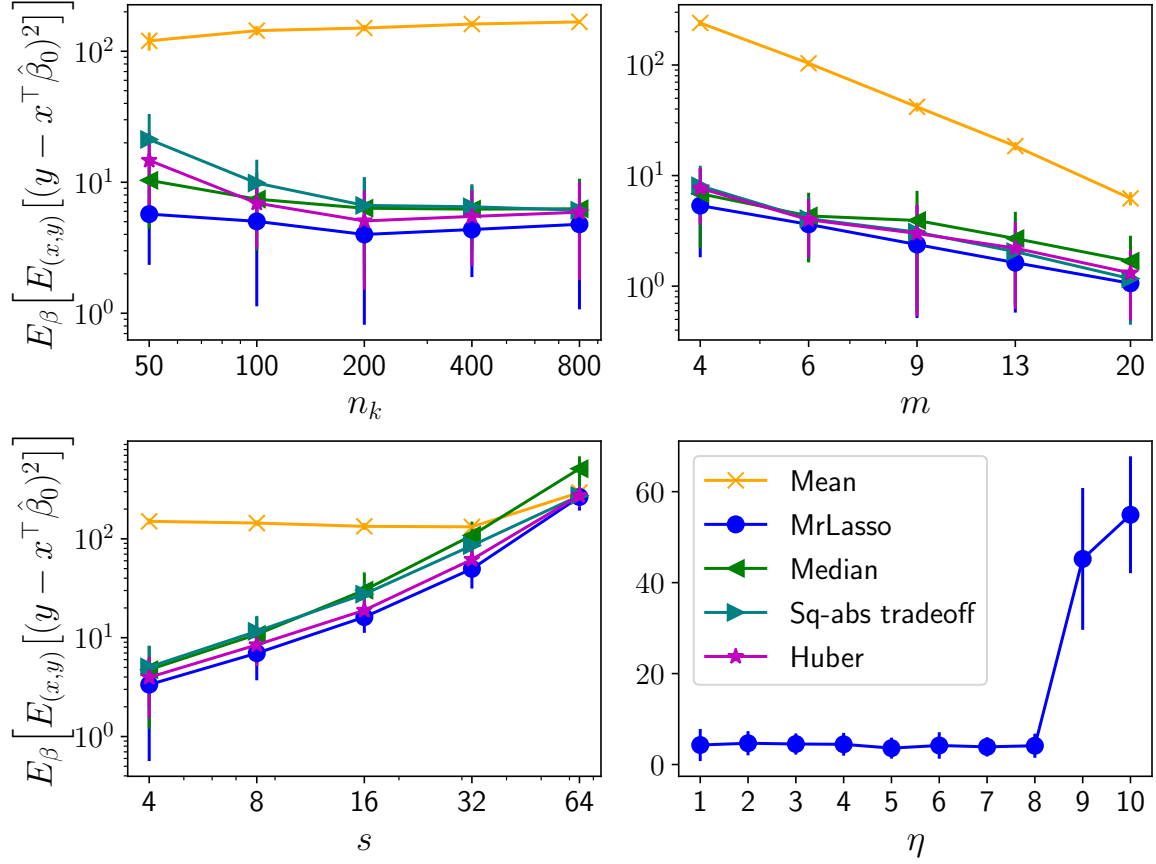 E_β[E_{(x,y)}[(y − x^⊤β̂_0)^2]]
10^2
10^1
10^0
50 100 200 400 800
n_k
10^2
10^1
10^0
4 6 9 13 20
m
E_β[E_{(x,y)}[(y − x^⊤β̂_0)^2]]
10^2
10^1
10^0
4 8 16 32 64
s
60
40
20
0
Mean
MrLasso
Median
Sq-abs tradeoff
Huber
1 2 3 4 5 6 7 8 9 10
η